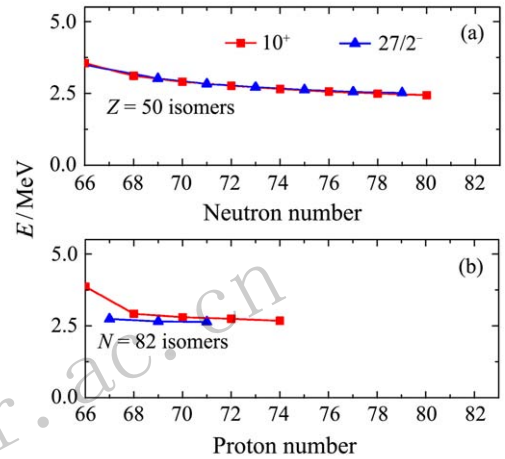 10⁺ 27/2⁻ (a)
5.0
2.5
0.0
Z = 50 isomers
66 68 70 72 74 76 78 80 82
Neutron number
E/MeV
(b)
5.0
2.5
0.0
N = 82 isomers
66 68 70 72 74 76 78 80 82
Proton number
r.ac.cn